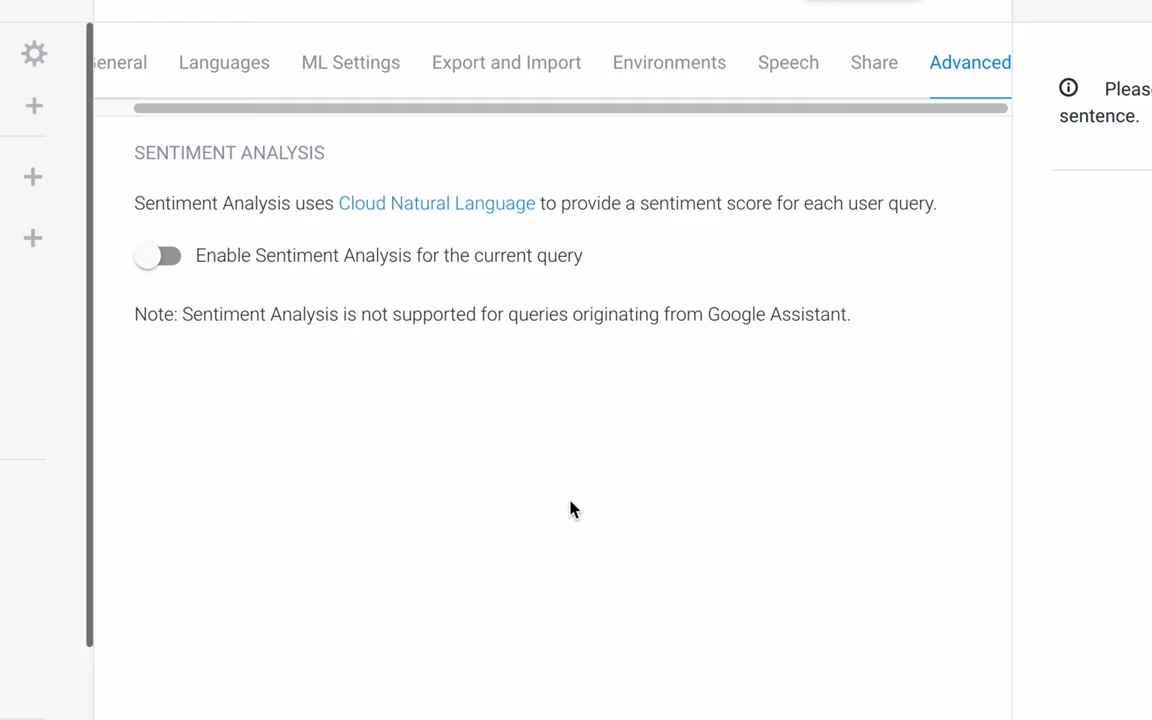 General Languages ML Settings Export and Import Environments Speech Share Advanced
SENTIMENT ANALYSIS
Sentiment Analysis uses Cloud Natural Language to provide a sentiment score for each user query.
Enable Sentiment Analysis for the current query
Note: Sentiment Analysis is not supported for queries originating from Google Assistant.
Pleas
sentence.